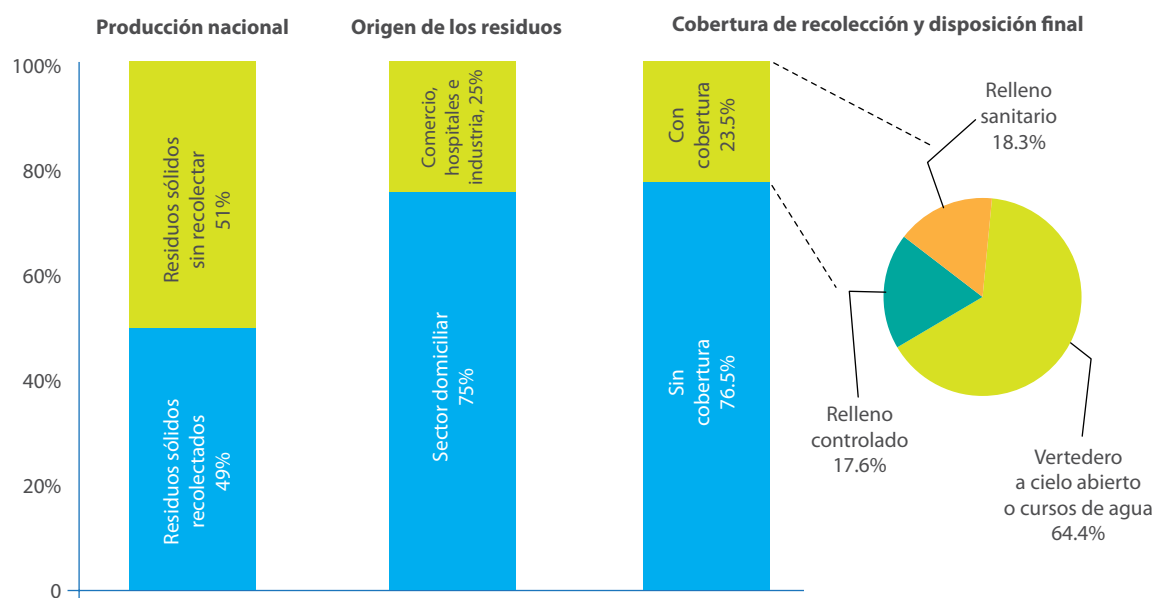 Producción nacional
Origen de los residuos
Cobertura de recolección y disposición final
100%
80%
60%
40%
20%
0
Residuos sólidos
sin recolectar
51%
Residuos sólidos
recolectados
49%
Comercio,
hospitales e
industria, 25%
Sector domiciliar
75%
Con
cobertura
23.5%
Sin
cobertura
76.5%
Relleno
sanitario
18.3%
Relleno
controlado
17.6%
Vertedero
a cielo abierto
o cursos de agua
64.4%